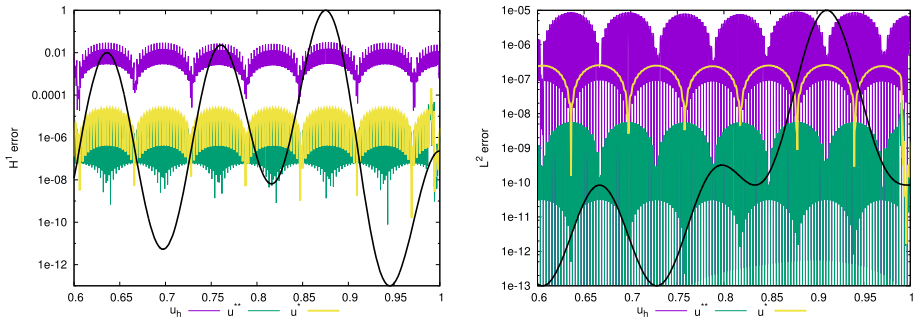 1
0.01
0.0001
1e-06
1e-08
1e-10
1e-12
H¹ error
0.6 0.65 0.7 0.75 0.8 0.85 0.9 0.95 1
u_h u** u*
1e-05
1e-06
1e-07
1e-08
1e-09
1e-10
1e-11
1e-12
1e-13
L² error
0.6 0.65 0.7 0.75 0.8 0.85 0.9 0.95 1
u_h u** u*